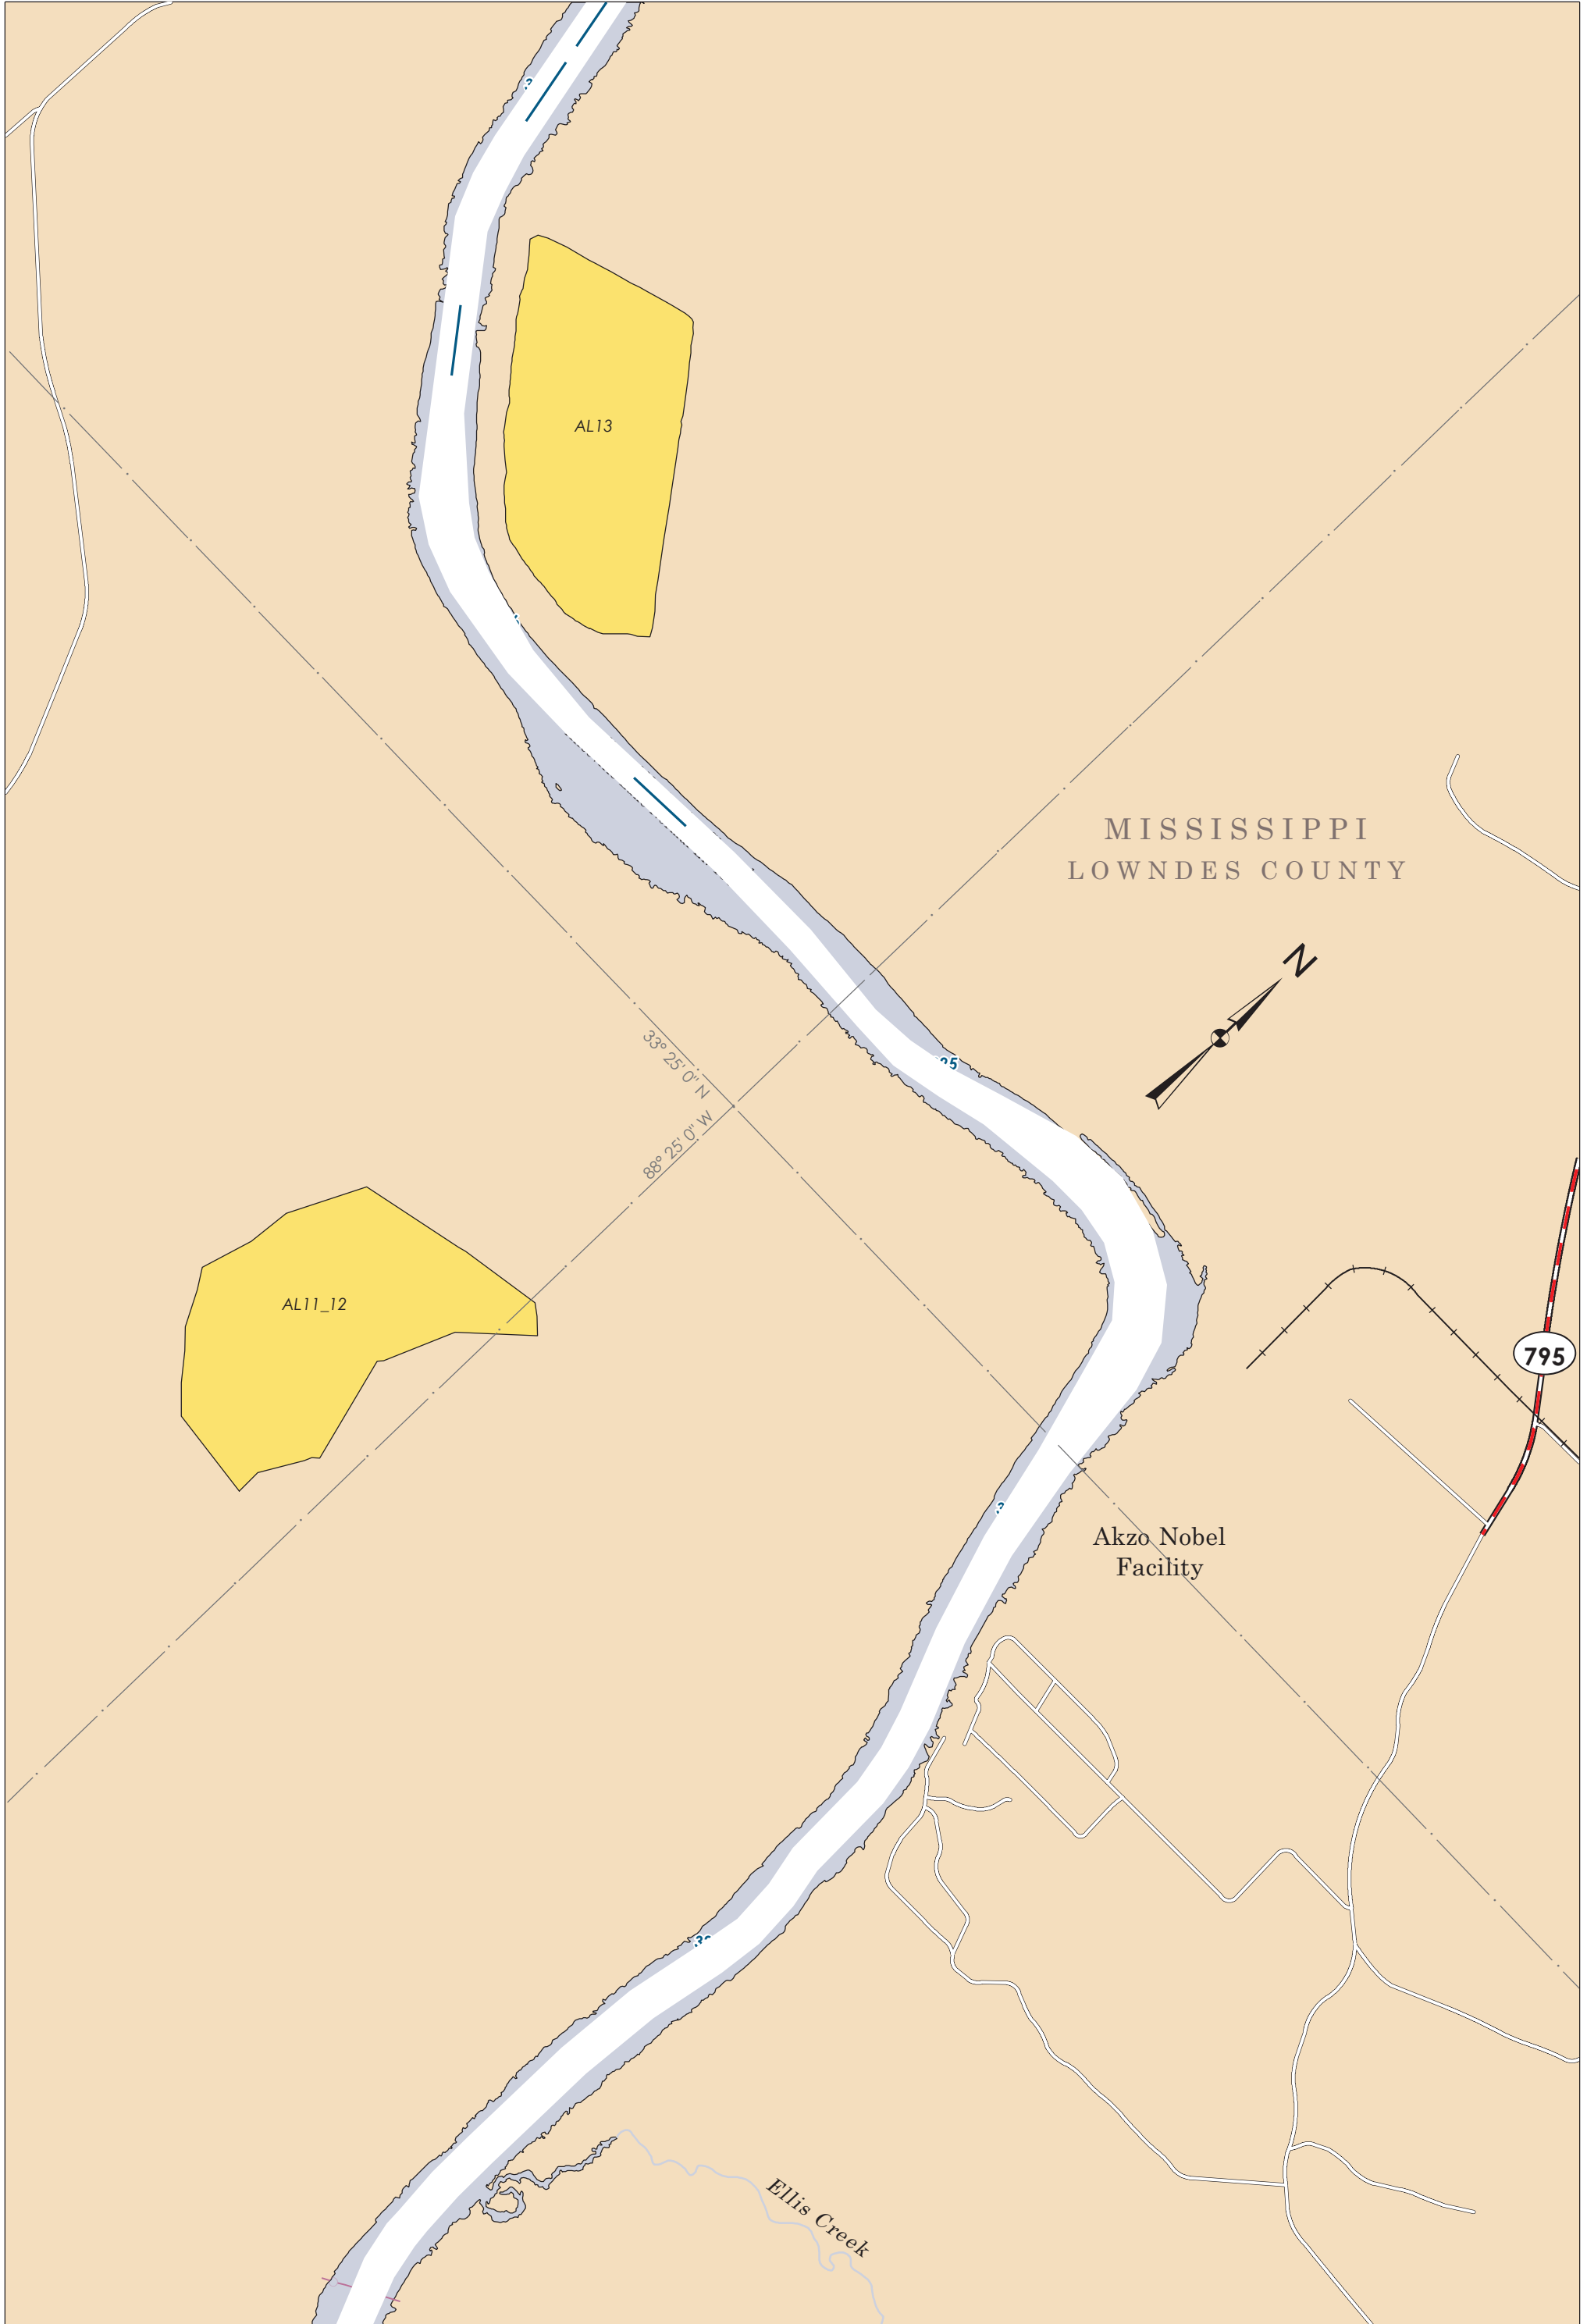 AL13
MISSISSIPPI
LOWNDES COUNTY
N
33° 25' 0" N
88° 25' 0" W
AL11_12
795
Akzo Nobel
Facility
Ellis Creek